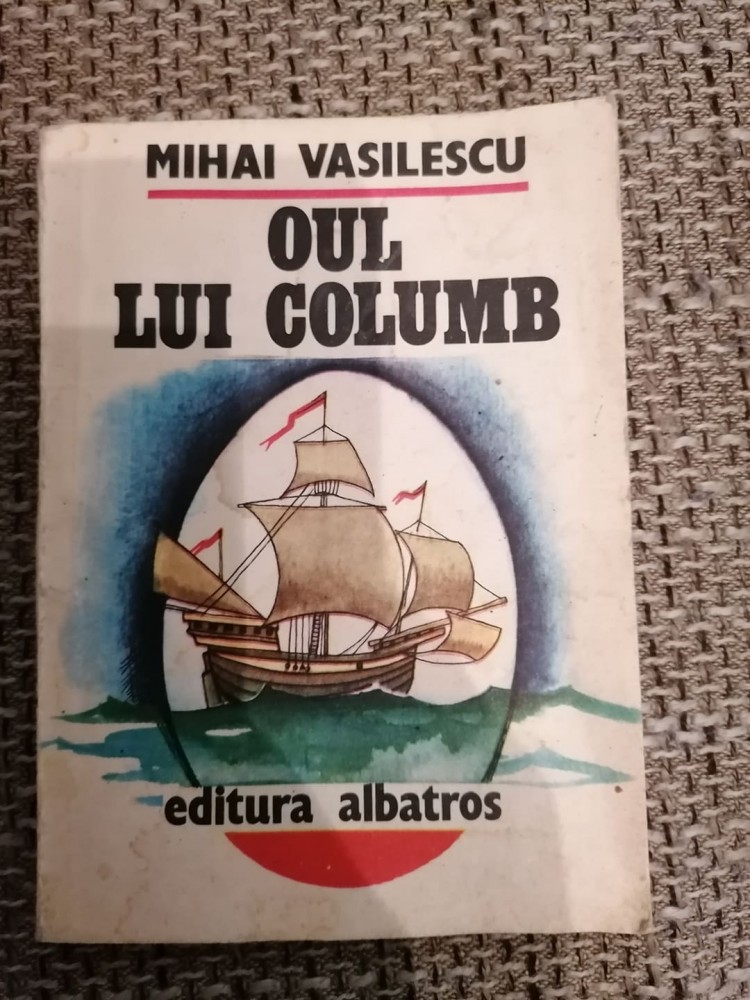 MIHAI VASILESCU
OUL
LUI COLUMB
editura albatros